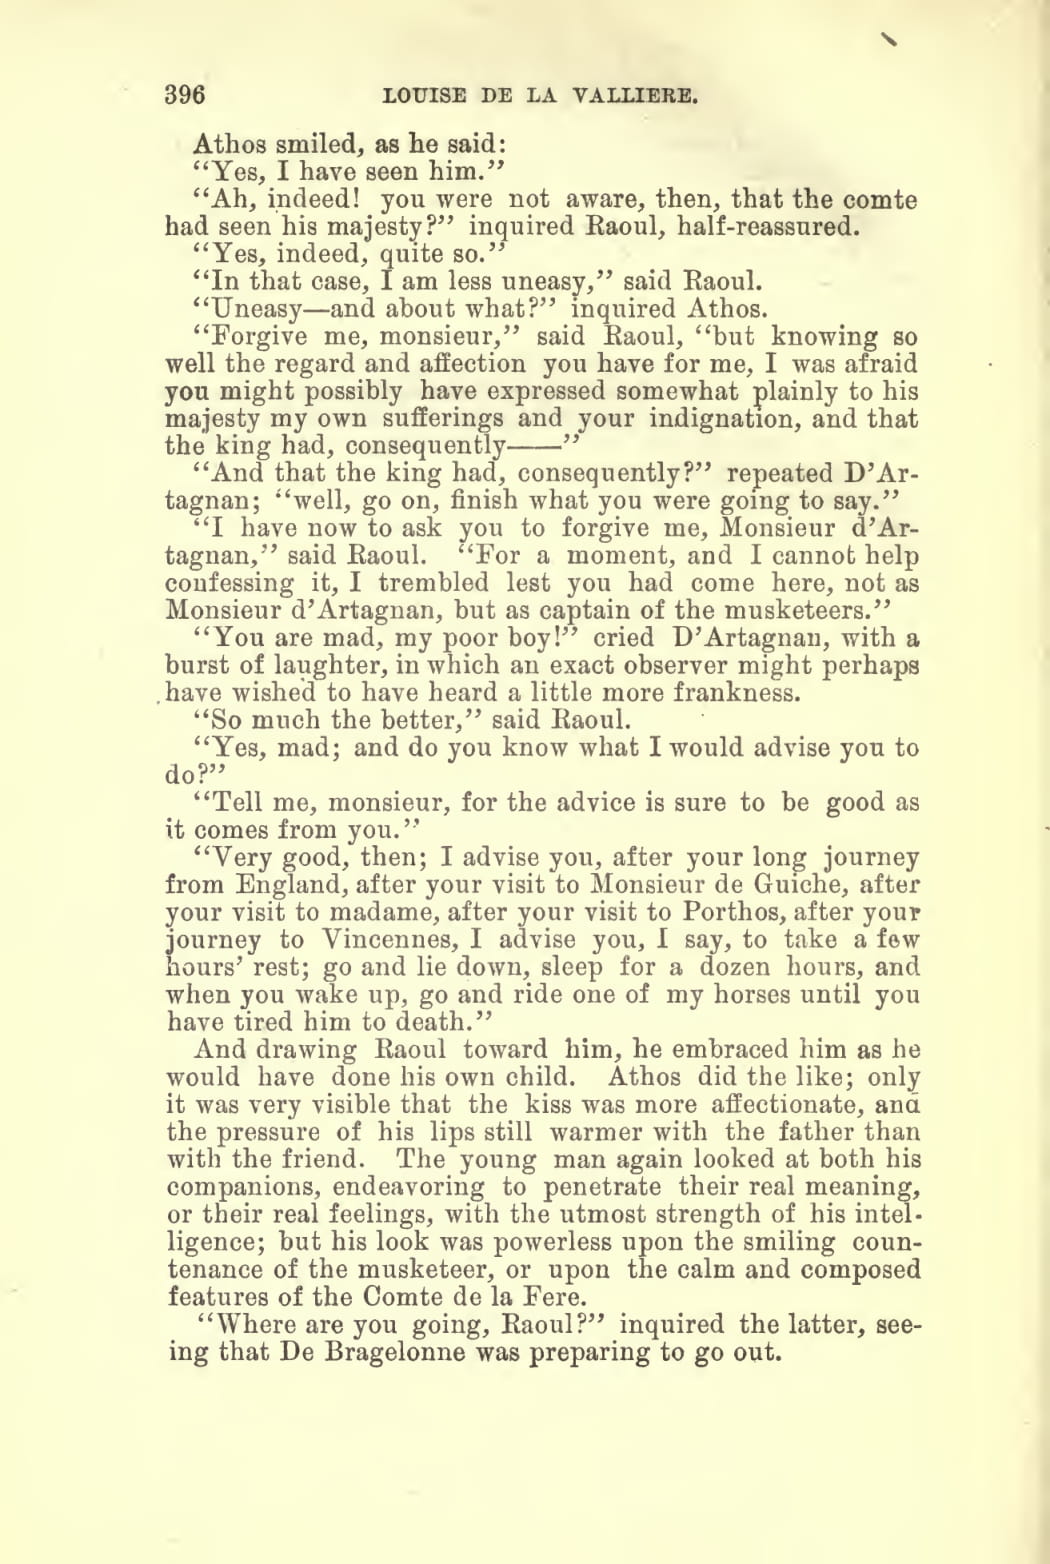 396 LOUISE DE LA VALLIERE.
Athos smiled, as he said:
“Yes, I have seen him.”
“Ah, indeed! you were not aware, then, that the comte
had seen his majesty?” inquired Raoul, half-reassured.
“Yes, indeed, quite so.”
“In that case, I am less uneasy,” said Raoul.
“Uneasy—and about what?” inquired Athos.
“Forgive me, monsieur,” said Raoul, “but knowing so
well the regard and affection you have for me, I was afraid
you might possibly have expressed somewhat plainly to his
majesty my own sufferings and your indignation, and that
the king had, consequently——”
“And that the king had, consequently?” repeated D’Ar-
tagnan; “well, go on, finish what you were going to say.”
“I have now to ask you to forgive me, Monsieur d’Ar-
tagnan,” said Raoul. “For a moment, and I cannot help
confessing it, I trembled lest you had come here, not as
Monsieur d’Artagnan, but as captain of the musketeers.”
“You are mad, my poor boy!” cried D’Artagnan, with a
burst of laughter, in which an exact observer might perhaps
have wished to have heard a little more frankness.
“So much the better,” said Raoul.
“Yes, mad; and do you know what I would advise you to
do?”
“Tell me, monsieur, for the advice is sure to be good as
it comes from you.”
“Very good, then; I advise you, after your long journey
from England, after your visit to Monsieur de Guiche, after
your visit to madame, after your visit to Porthos, after your
journey to Vincennes, I advise you, I say, to take a few
hours’ rest; go and lie down, sleep for a dozen hours, and
when you wake up, go and ride one of my horses until you
have tired him to death.”
And drawing Raoul toward him, he embraced him as he
would have done his own child. Athos did the like; only
it was very visible that the kiss was more affectionate, and
the pressure of his lips still warmer with the father than
with the friend. The young man again looked at both his
companions, endeavoring to penetrate their real meaning,
or their real feelings, with the utmost strength of his intel-
ligence; but his look was powerless upon the smiling coun-
tenance of the musketeer, or upon the calm and composed
features of the Comte de la Fere.
“Where are you going, Raoul?” inquired the latter, see-
ing that De Bragelonne was preparing to go out.